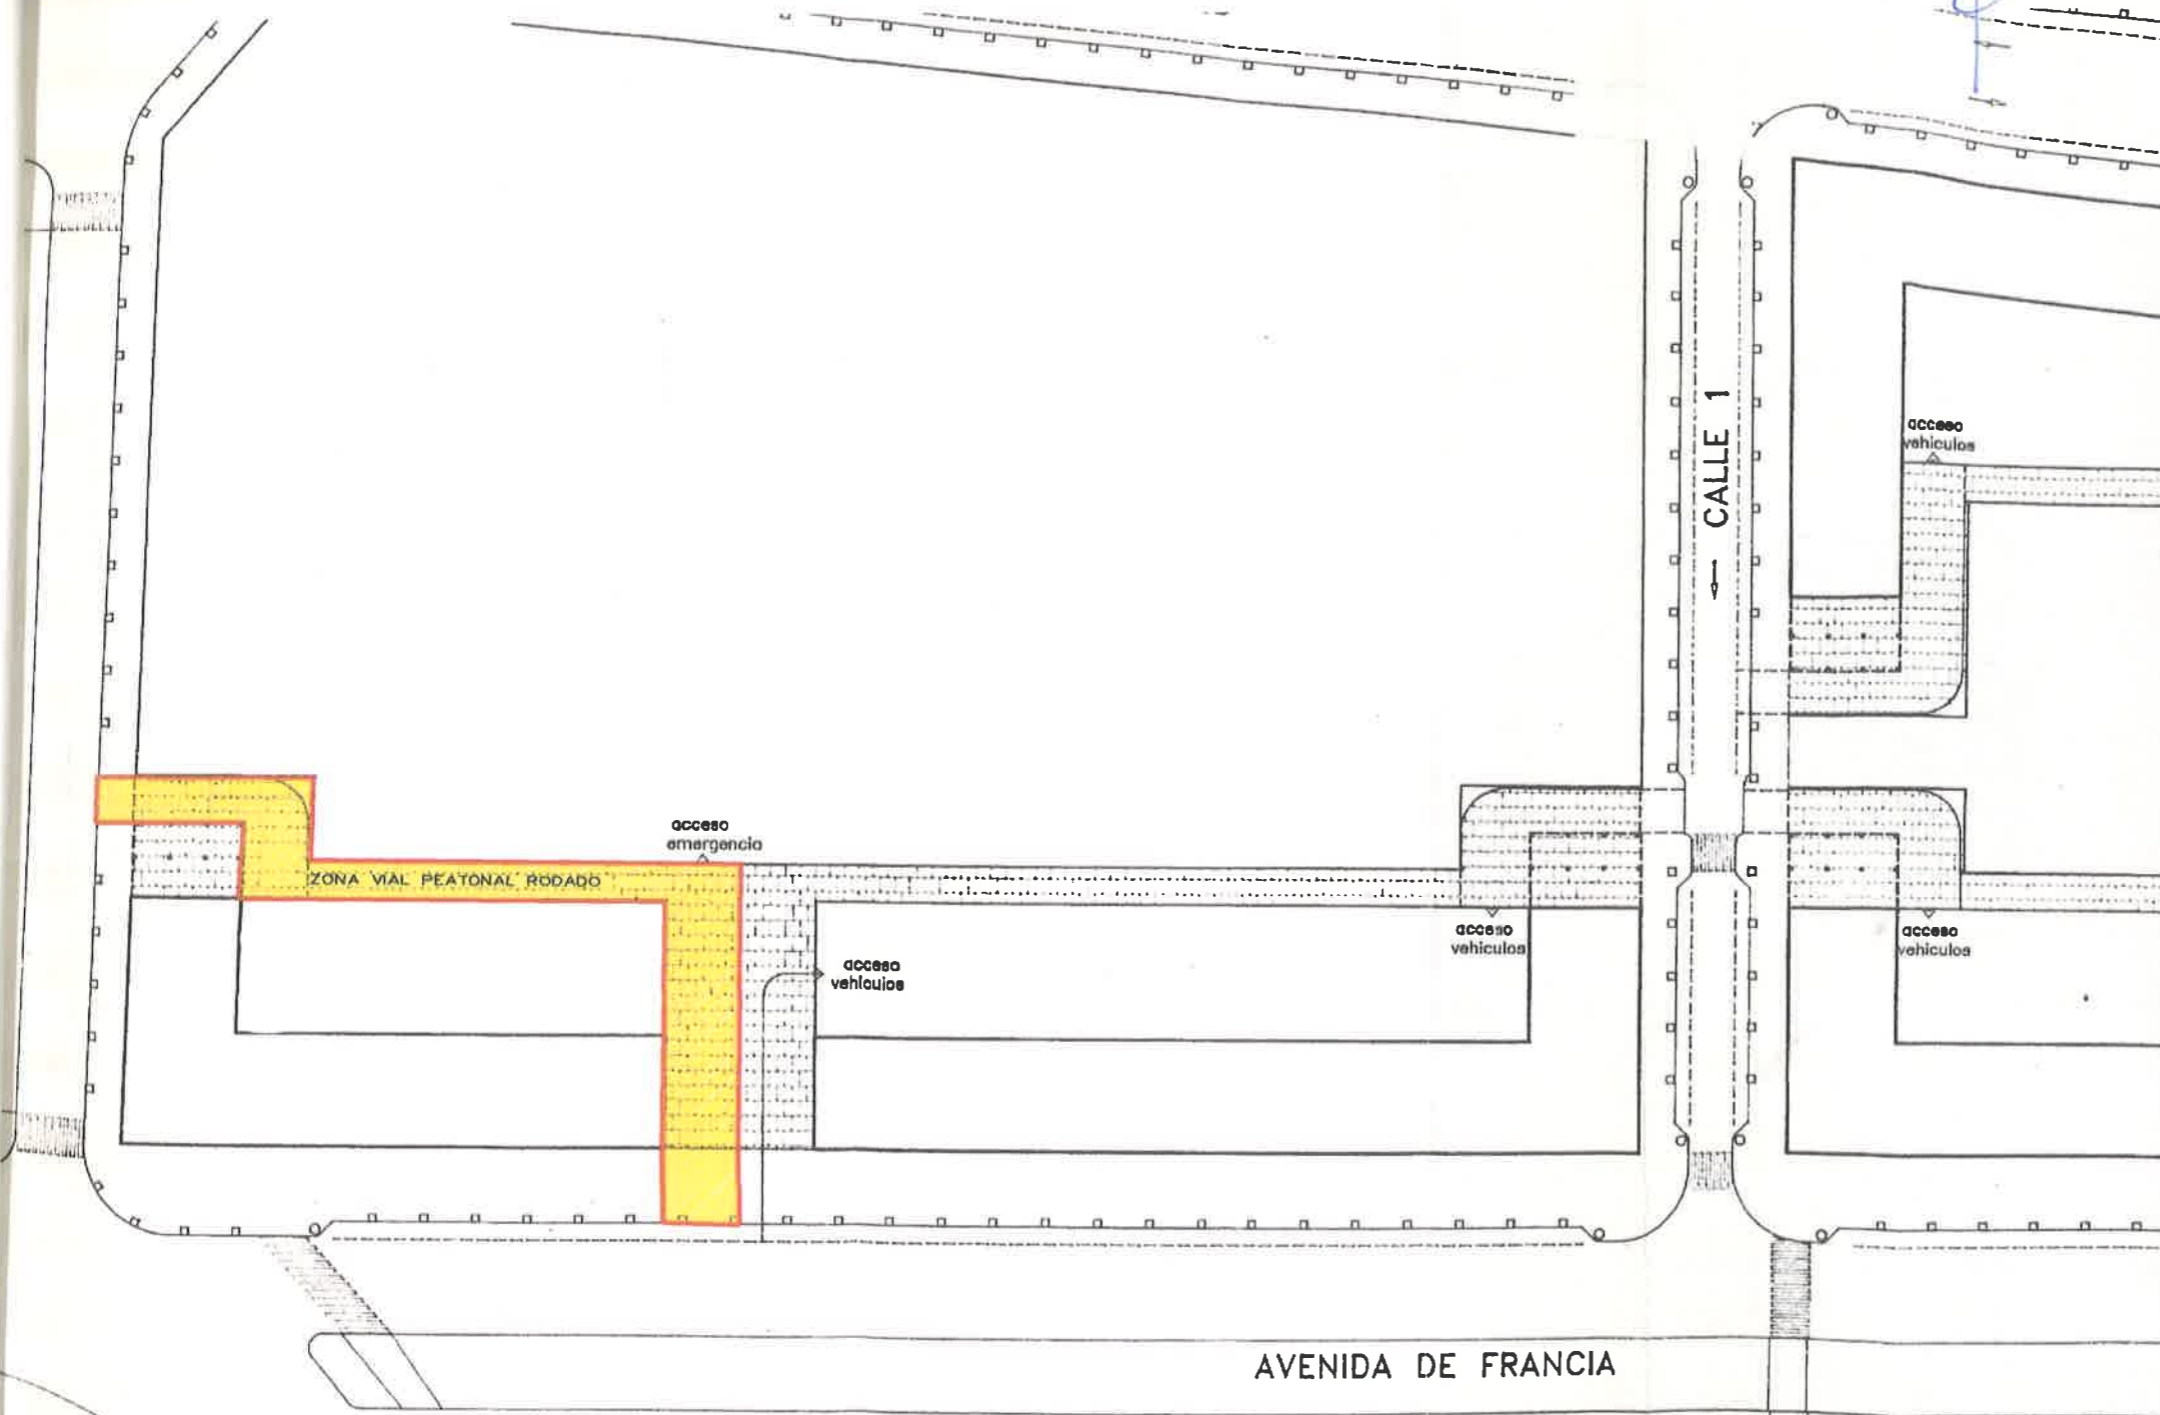 CALLE 1
acceso
vehiculos
acceso
emergencia
ZONA VIAL PEATONAL RODADO
acceso
vehiculos
acceso
vehiculos
acceso
vehiculos
AVENIDA DE FRANCIA